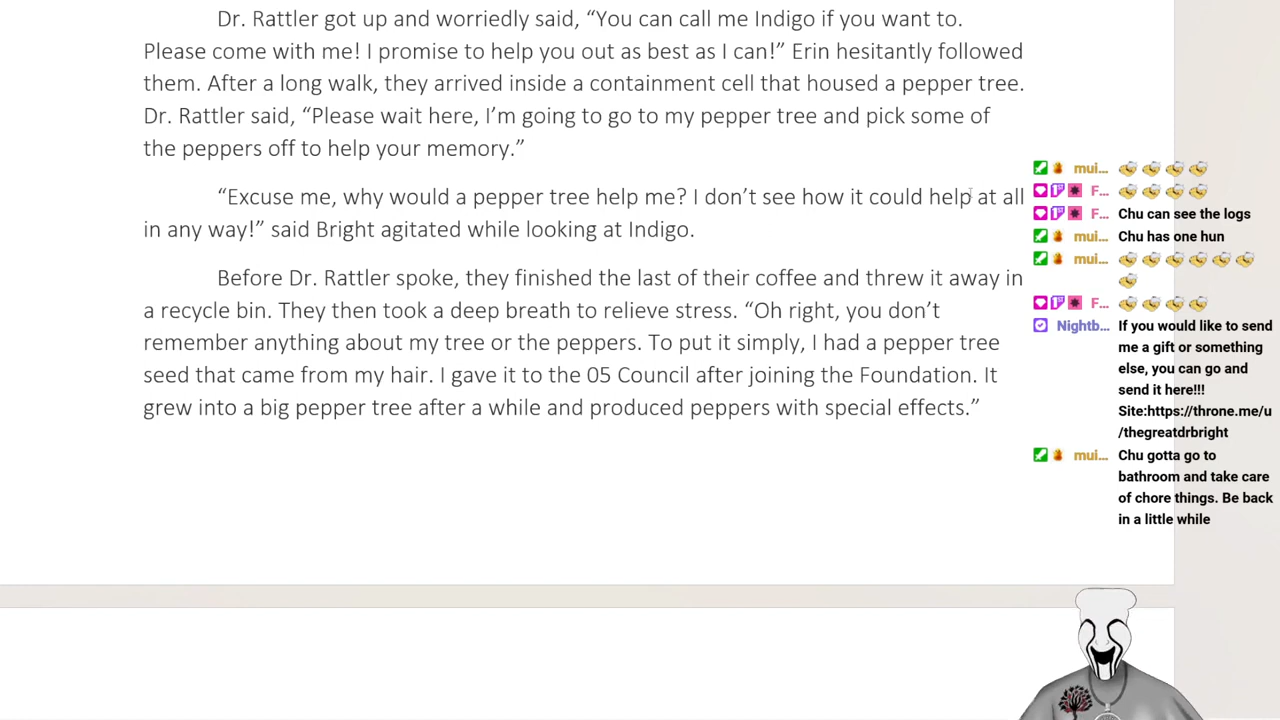 Dr. Rattler got up and worriedly said, “You can call me Indigo if you want to.
Please come with me! I promise to help you out as best as I can!” Erin hesitantly followed
them. After a long walk, they arrived inside a containment cell that housed a pepper tree.
Dr. Rattler said, “Please wait here, I’m going to go to my pepper tree and pick some of
the peppers off to help your memory.”
“Excuse me, why would a pepper tree help me? I don’t see how it could help at all
in any way!” said Bright agitated while looking at Indigo.
Before Dr. Rattler spoke, they finished the last of their coffee and threw it away in
a recycle bin. They then took a deep breath to relieve stress. “Oh right, you don’t
remember anything about my tree or the peppers. To put it simply, I had a pepper tree
seed that came from my hair. I gave it to the 05 Council after joining the Foundation. It
grew into a big pepper tree after a while and produced peppers with special effects.”
mui...
F...
F... Chu can see the logs
mui... Chu has one hun
mui...
F...
Nightb... If you would like to send
me a gift or something
else, you can go and
send it here!!!
Site:https://throne.me/u
/thegreatdrbright
mui... Chu gotta go to
bathroom and take care
of chore things. Be back
in a little while